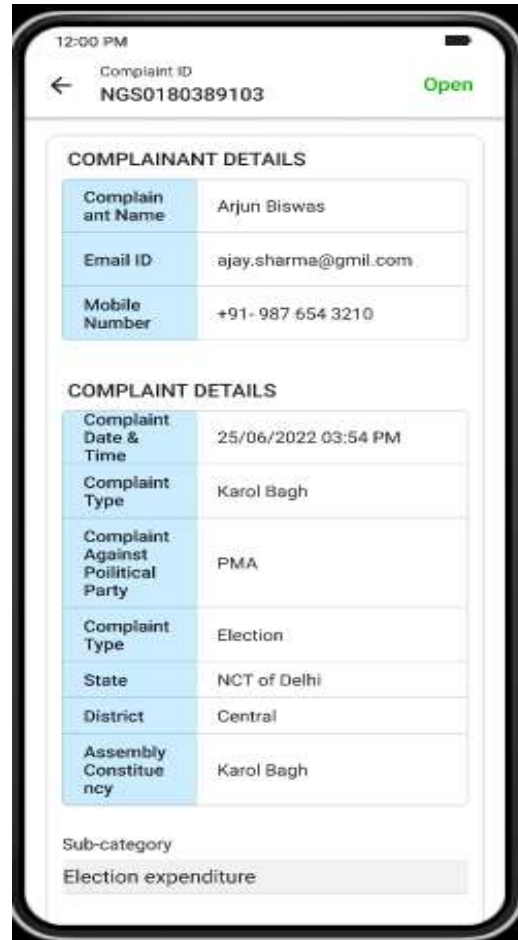 12:00 PM
Complaint ID
NGS0180389103
Open
COMPLAINANT DETAILS
Complain
ant Name
Arjun Biswas
Email ID
ajay.sharma@gmil.com
Mobile
Number
+91- 987 654 3210
COMPLAINT DETAILS
Complaint
Date &
Time
25/06/2022 03:54 PM
Complaint
Type
Karol Bagh
Complaint
Against
Poilitical
Party
PMA
Complaint
Type
Election
State
NCT of Delhi
District
Central
Assembly
Constitue
ncy
Karol Bagh
Sub-category
Election expenditure